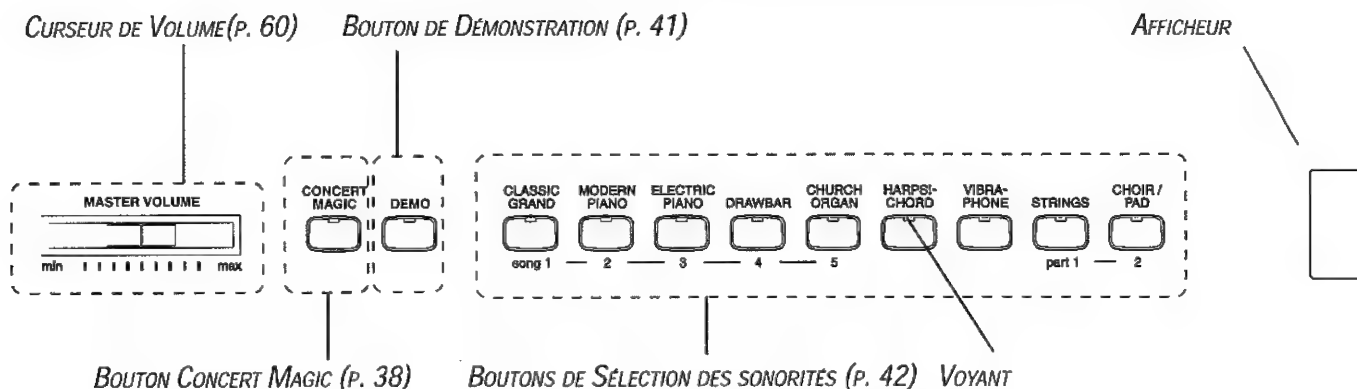 CURSEUR DE VOLUME(P. 60) BOUTON DE DÉMONSTRATION (P. 41) AFFICHEUR
MASTER VOLUME
min max
CONCERT MAGIC
DEMO
CLASSIC GRAND
MODERN PIANO
ELECTRIC PIANO
DRAWBAR
CHURCH ORGAN
HARPSI-CHORD
VIBRA-PHONE
STRINGS
CHOIR / PAD
song 1 — 2 — 3 — 4 — 5 part 1 — 2
BOUTON CONCERT MAGIC (P. 38) BOUTONS DE SÉLECTION DES SONORITÉS (P. 42) VOYANT